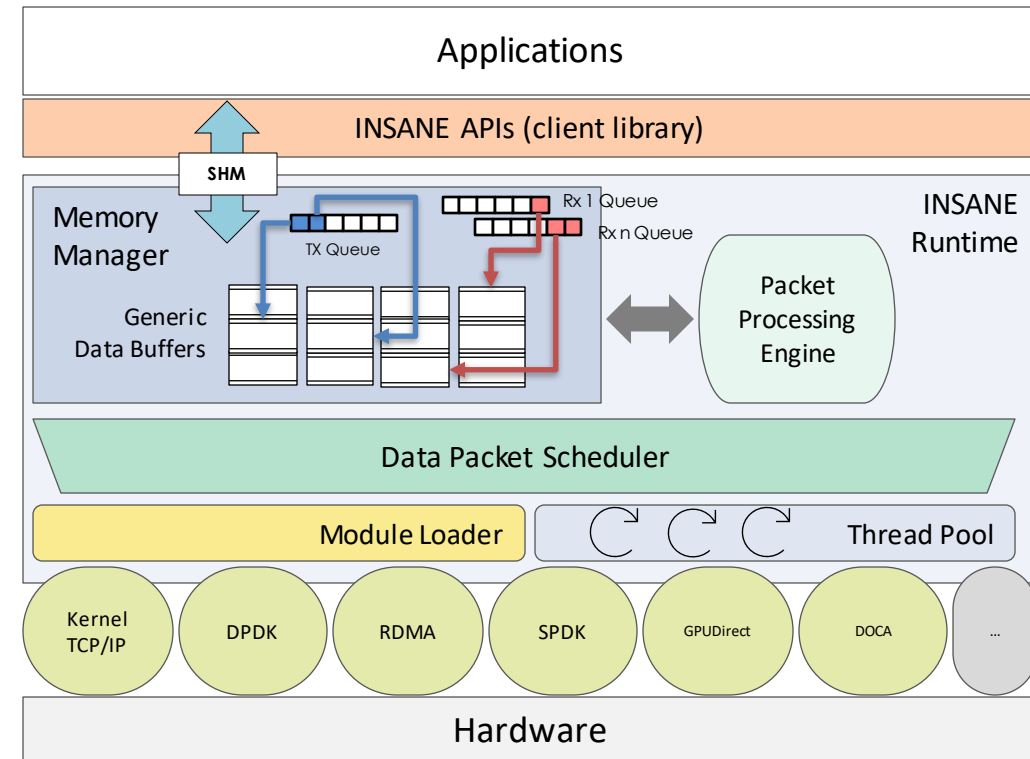 Applications
INSANE APIs (client library)
SHM
Memory
Manager
TX Queue
Rx 1 Queue
Rx n Queue
INSANE
Runtime
Generic
Data Buffers
Packet
Processing
Engine
Data Packet Scheduler
Module Loader
Thread Pool
Kernel
TCP/IP
DPDK
RDMA
SPDK
GPUDirect
DOCA
...
Hardware